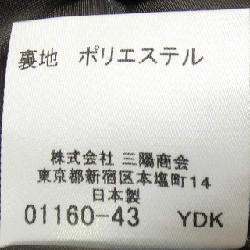 裏地 ポリエステル
株式会社 三陽商会
東京都新宿区本塩町14
日本製
01160-43 YDK